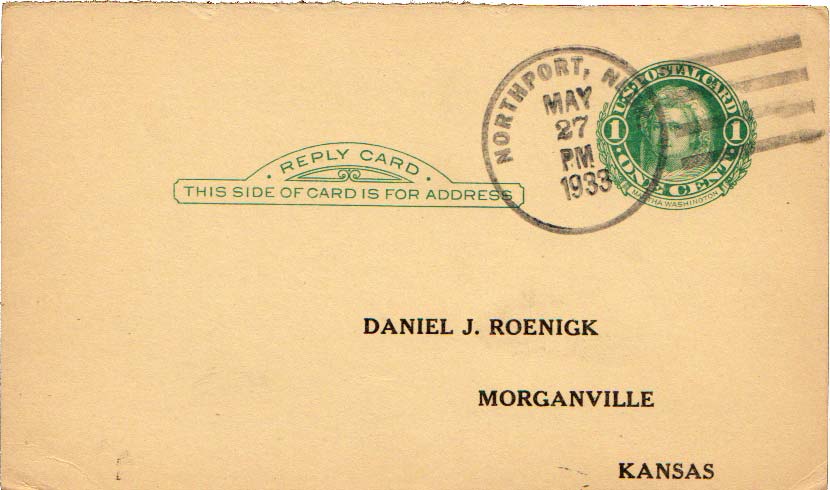 NORTHPORT,
MAY
27
PM
1933
U.S. POSTAL CARD
1 1
ONE CENT
MARTHA WASHINGTON
REPLY CARD
THIS SIDE OF CARD IS FOR ADDRESS
DANIEL J. ROENIGK
MORGANVILLE
KANSAS